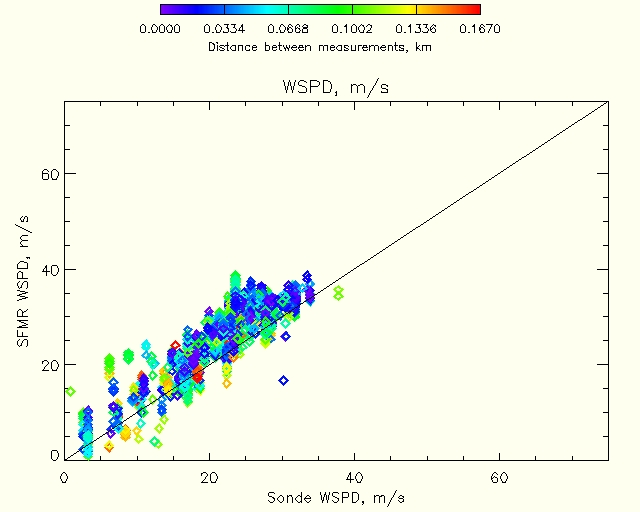 0.0000 0.0334 0.0668 0.1002 0.1336 0.1670
Distance between measurements, km
WSPD, m/s
60
40
20
0
SFMR WSPD, m/s
0 20 40 60
Sonde WSPD, m/s